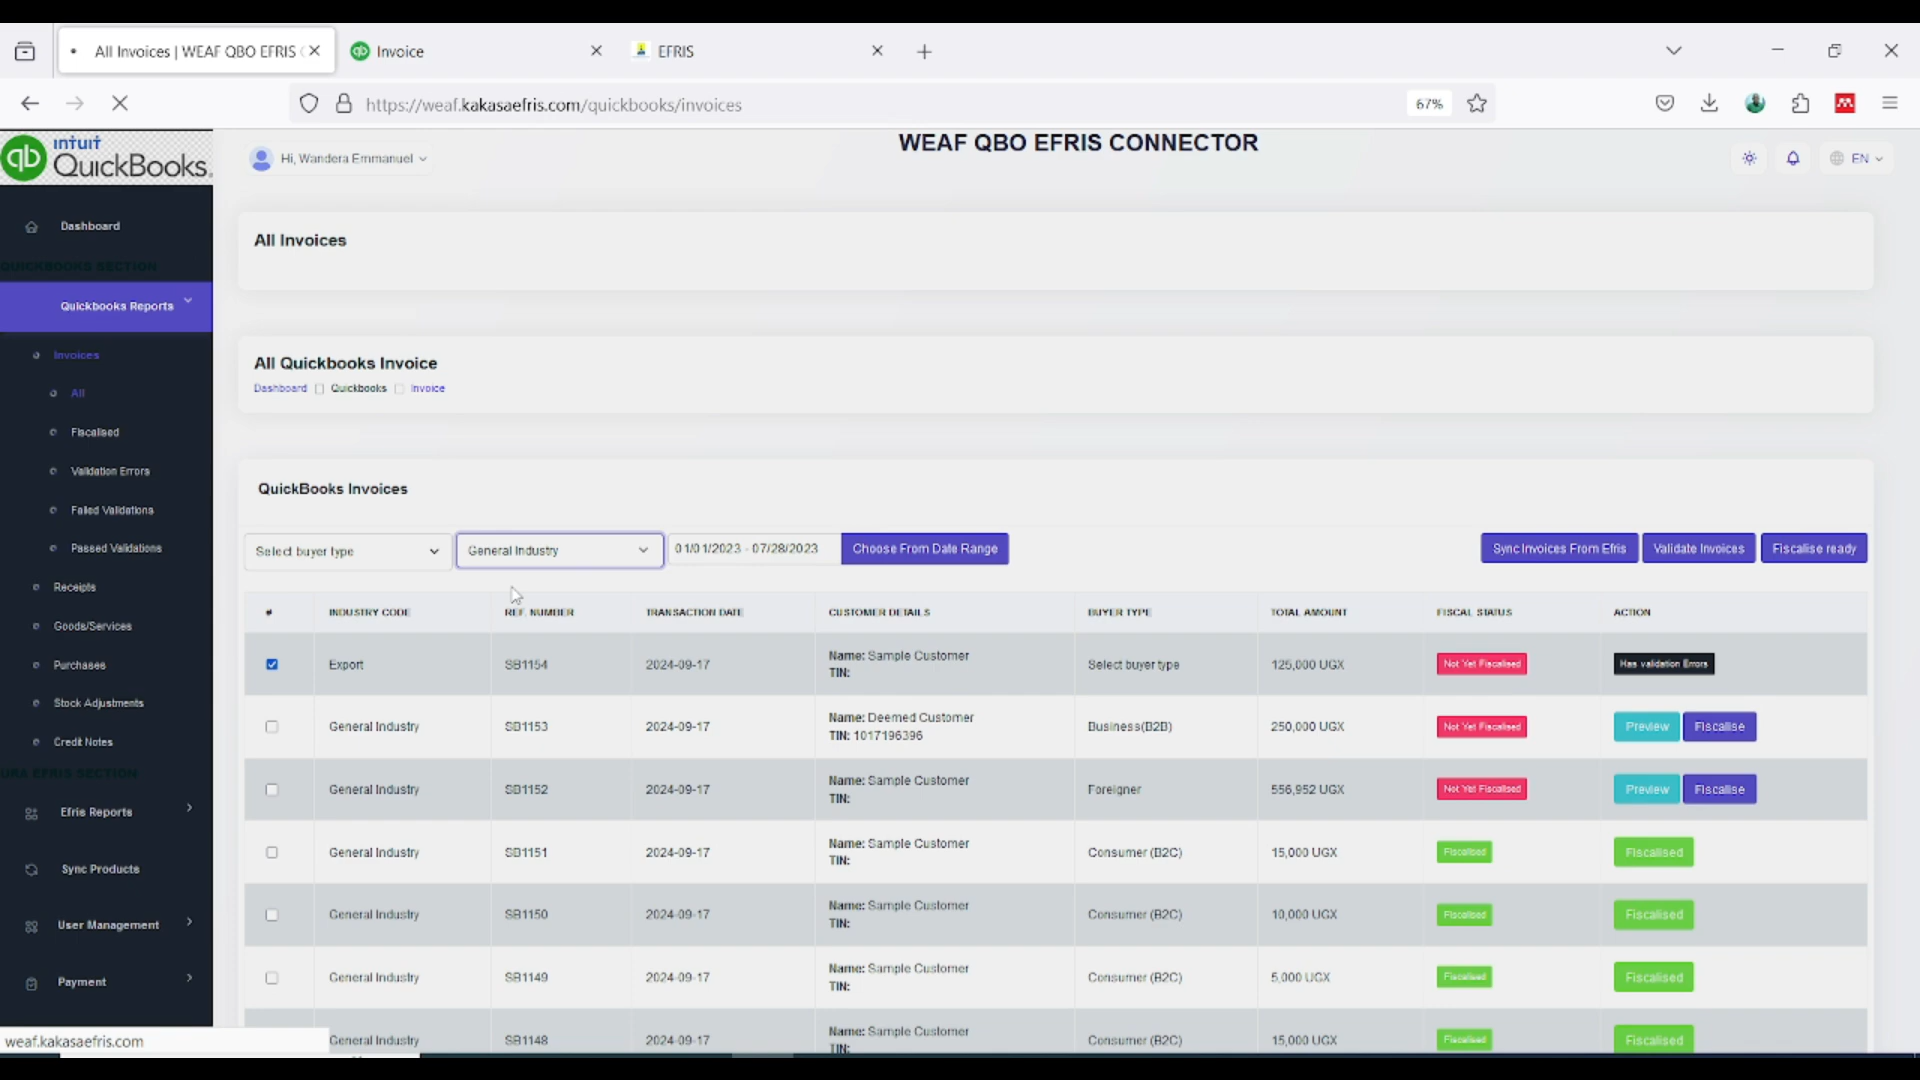 All Invoices | WEAF QBO EFRIS
Invoice
EFRIS
https://weaf.kakasaefris.com/quickbooks/invoices
67%
intuit
qb QuickBooks.
Hi, Wandera Emmanuel
WEAF QBO EFRIS CONNECTOR
EN
Dashboard
QUICKBOOKS SECTION
Quickbooks Reports
Invoices
All
Fiscalised
Validation Errors
Failed Validations
Passed Validations
Receipts
Goods/Services
Purchases
Stock Adjustments
Credit Notes
URA EFRIS SECTION
Efris Reports
Sync Products
User Management
Payment
weaf.kakasaefris.com
All Invoices
All Quickbooks Invoice
Dashboard Quickbooks Invoice
QuickBooks Invoices
Select buyer type General Industry 01/01/2023 - 07/28/2023 Choose From Date Range Sync Invoices From Efris Validate Invoices Fiscalise ready
# INDUSTRY CODE REF. NUMBER TRANSACTION DATE CUSTOMER DETAILS BUYER TYPE TOTAL AMOUNT FISCAL STATUS ACTION
Export SB1154 2024-09-17 Name: Sample Customer TIN: Select buyer type 125,000 UGX Not Yet Fiscalised Has validation Errors
General Industry SB1153 2024-09-17 Name: Deemed Customer TIN: 1017196396 Business(B2B) 250,000 UGX Not Yet Fiscalised Preview Fiscalise
General Industry SB1152 2024-09-17 Name: Sample Customer TIN: Foreigner 556,952 UGX Not Yet Fiscalised Preview Fiscalise
General Industry SB1151 2024-09-17 Name: Sample Customer TIN: Consumer (B2C) 15,000 UGX Fiscalised Fiscalised
General Industry SB1150 2024-09-17 Name: Sample Customer TIN: Consumer (B2C) 10,000 UGX Fiscalised Fiscalised
General Industry SB1149 2024-09-17 Name: Sample Customer TIN: Consumer (B2C) 5,000 UGX Fiscalised Fiscalised
General Industry SB1148 2024-09-17 Name: Sample Customer TIN: Consumer (B2C) 15,000 UGX Fiscalised Fiscalised